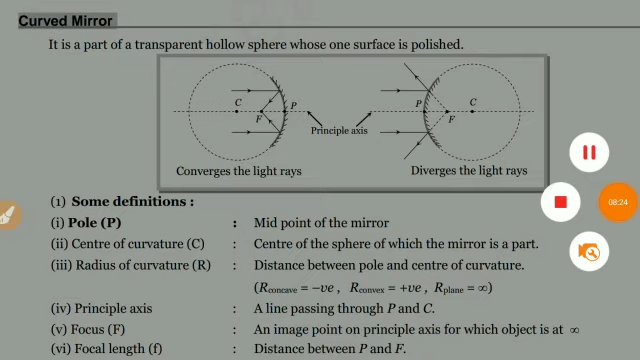 Curved Mirror
It is a part of a transparent hollow sphere whose one surface is polished.
C F P
P F C
Principle axis
Converges the light rays
Diverges the light rays
(1) Some definitions :
(i) Pole (P) : Mid point of the mirror
(ii) Centre of curvature (C) : Centre of the sphere of which the mirror is a part.
(iii) Radius of curvature (R) : Distance between pole and centre of curvature.
(Rconcave = –ve , Rconvex = +ve , Rplane = ∞)
(iv) Principle axis : A line passing through P and C.
(v) Focus (F) : An image point on principle axis for which object is at ∞
(vi) Focal length (f) : Distance between P and F.
08:24